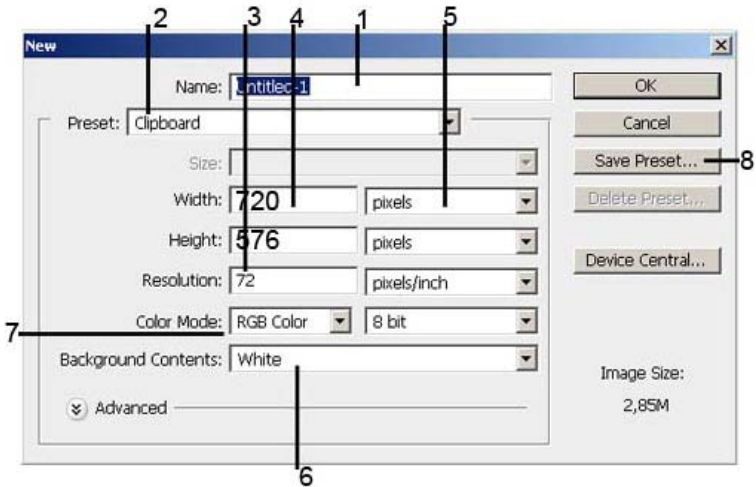 2 3 4 1 5
New
Name: Untitled-1 OK
Preset: Clipboard Cancel
Size: Save Preset... 8
Width: 720 pixels Delete Preset...
Height: 576 pixels
Device Central...
Resolution: 72 pixels/inch
7 Color Mode: RGB Color 8 bit
Background Contents: White
Image Size:
Advanced 2,85M
6